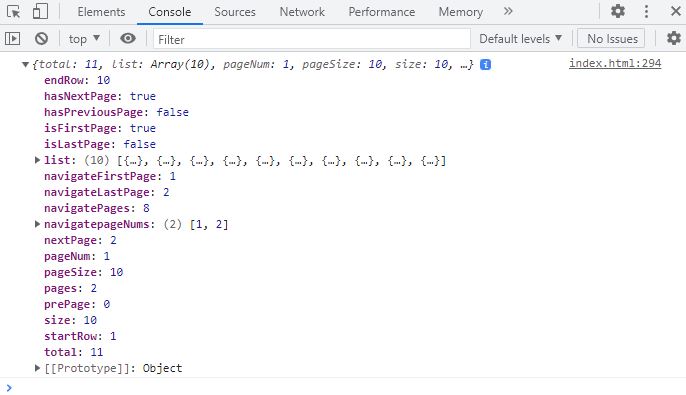 Elements Console Sources Network Performance Memory »
top ▼ Filter Default levels ▼ No Issues
▼{total: 11, list: Array(10), pageNum: 1, pageSize: 10, size: 10, …} i index.html:294
endRow: 10
hasNextPage: true
hasPreviousPage: false
isFirstPage: true
isLastPage: false
▶list: (10) [{…}, {…}, {…}, {…}, {…}, {…}, {…}, {…}, {…}, {…}]
navigateFirstPage: 1
navigateLastPage: 2
navigatePages: 8
▶navigatepageNums: (2) [1, 2]
nextPage: 2
pageNum: 1
pageSize: 10
pages: 2
prePage: 0
size: 10
startRow: 1
total: 11
▶[[Prototype]]: Object